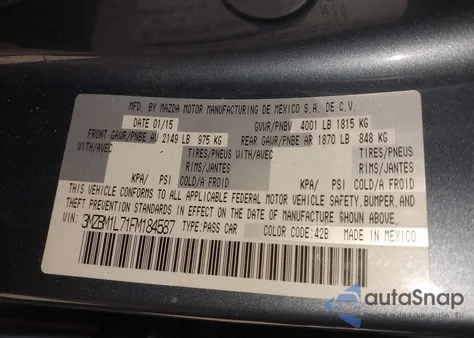 MFD. BY MAZDA MOTOR MANUFACTURING DE MEXICO S.A. DE C.V.
DATE 01/15 GVWR/PNBV 4001 LB 1815 KG
FRONT GAWR/PNBE AV 2149 LB 975 KG REAR GAWR/PNBE AR 1870 LB 848 KG
WITH/AVEC TIRES/PNEUS WITH/AVEC TIRES/PNEUS
RIMS/JANTES RIMS/JANTES
KPA/ PSI COLD/A FROID KPA/ PSI COLD/A FROID
THIS VEHICLE CONFORMS TO ALL APPLICABLE FEDERAL MOTOR VEHICLE SAFETY, BUMPER, AND
THEFT PREVENTION STANDARDS IN EFFECT ON THE DATE OF MANUFACTURE SHOWN ABOVE.
VIN: 3MZBM1L71FM184587 TYPE: PASS CAR COLOR CODE: 42B MADE IN MEXICO
autaSnap